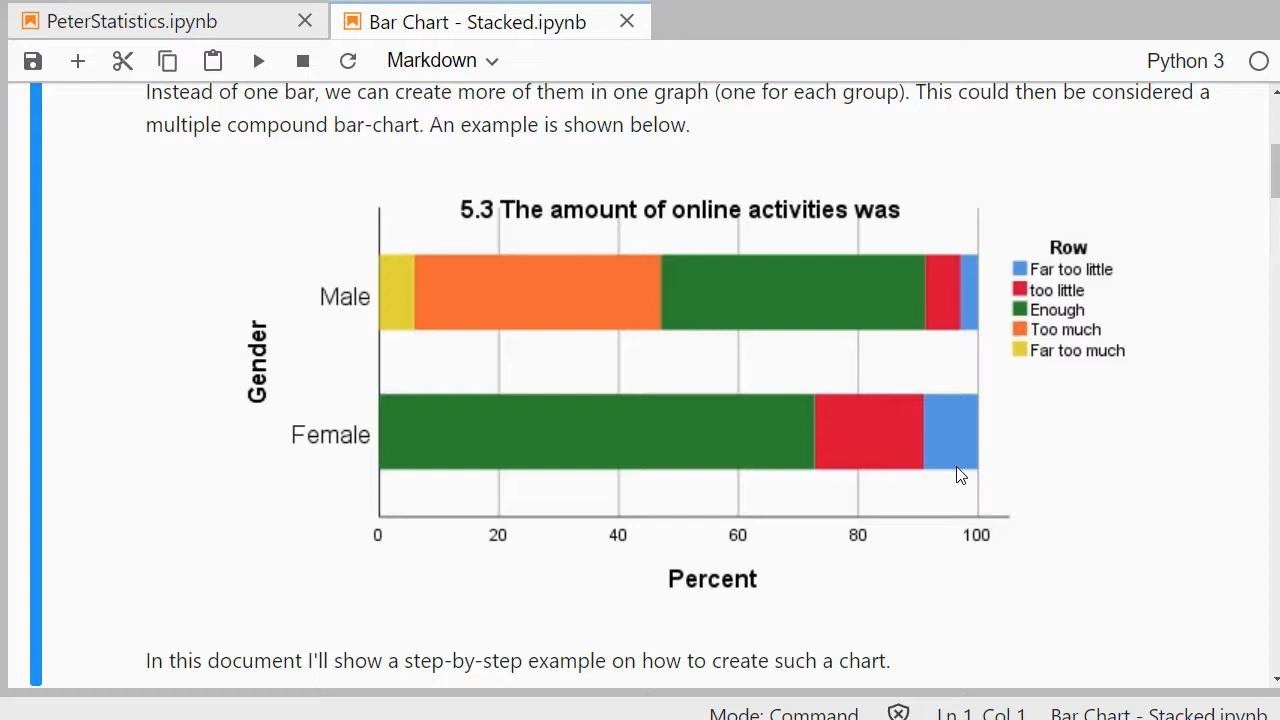 PeterStatistics.ipynb
Bar Chart - Stacked.ipynb
Markdown
Python 3
Instead of one bar, we can create more of them in one graph (one for each group). This could then be considered a
multiple compound bar-chart. An example is shown below.
5.3 The amount of online activities was
Row
Far too little
too little
Enough
Too much
Far too much
Gender
Male
Female
0 20 40 60 80 100
Percent
In this document I'll show a step-by-step example on how to create such a chart.
Mode: Command Ln 1, Col 1 Bar Chart - Stacked.ipynb